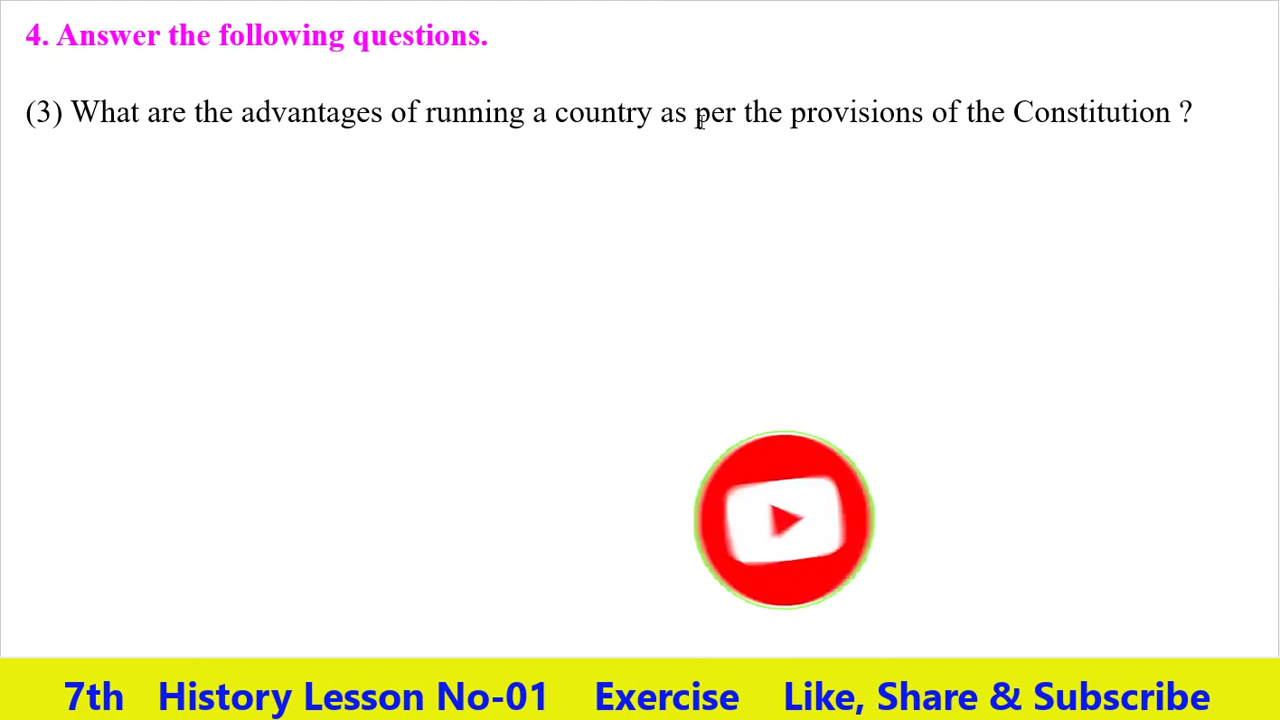 4. Answer the following questions.
(3) What are the advantages of running a country as per the provisions of the Constitution ?
7th History Lesson No-01 Exercise Like, Share & Subscribe